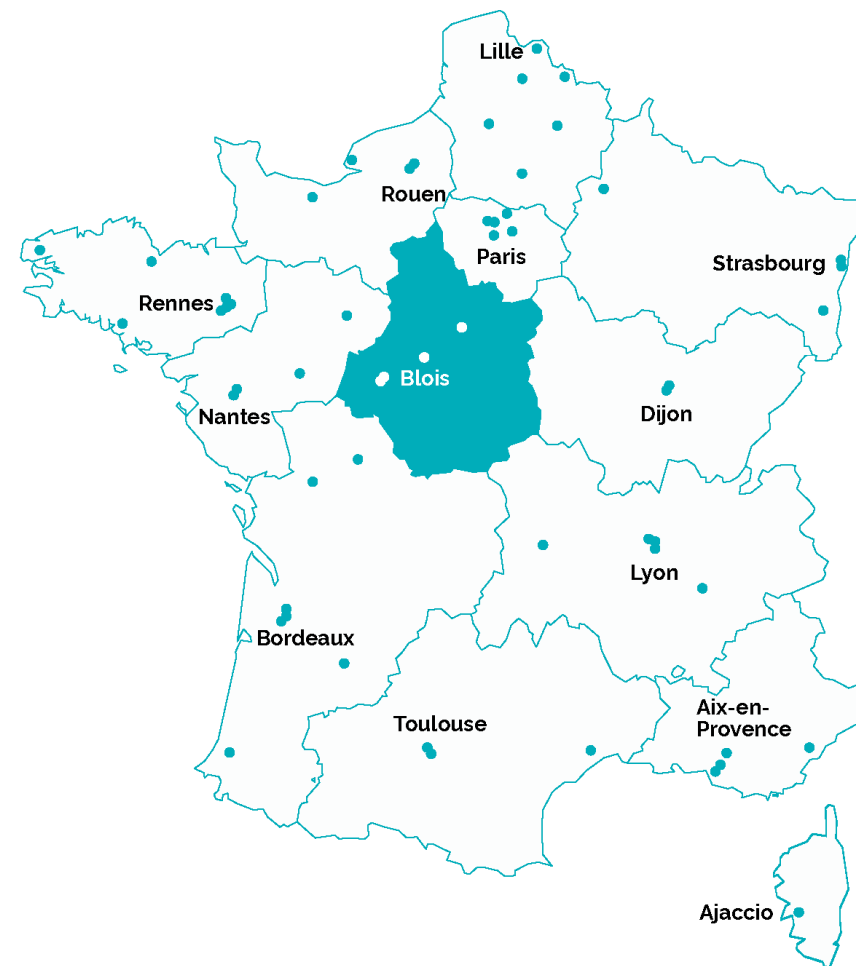 Lille
Rouen
Paris
Strasbourg
Rennes
Blois
Nantes
Dijon
Lyon
Bordeaux
Aix-en-
Provence
Toulouse
Ajaccio